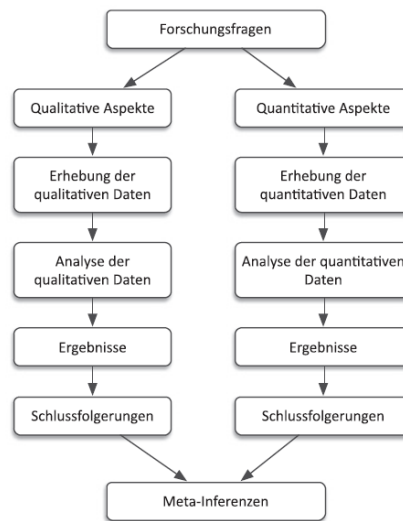 Forschungsfragen
Qualitative Aspekte
Quantitative Aspekte
Erhebung der
qualitativen Daten
Erhebung der
quantitativen Daten
Analyse der
qualitativen Daten
Analyse der quantitativen
Daten
Ergebnisse
Ergebnisse
Schlussfolgerungen
Schlussfolgerungen
Meta-Inferenzen